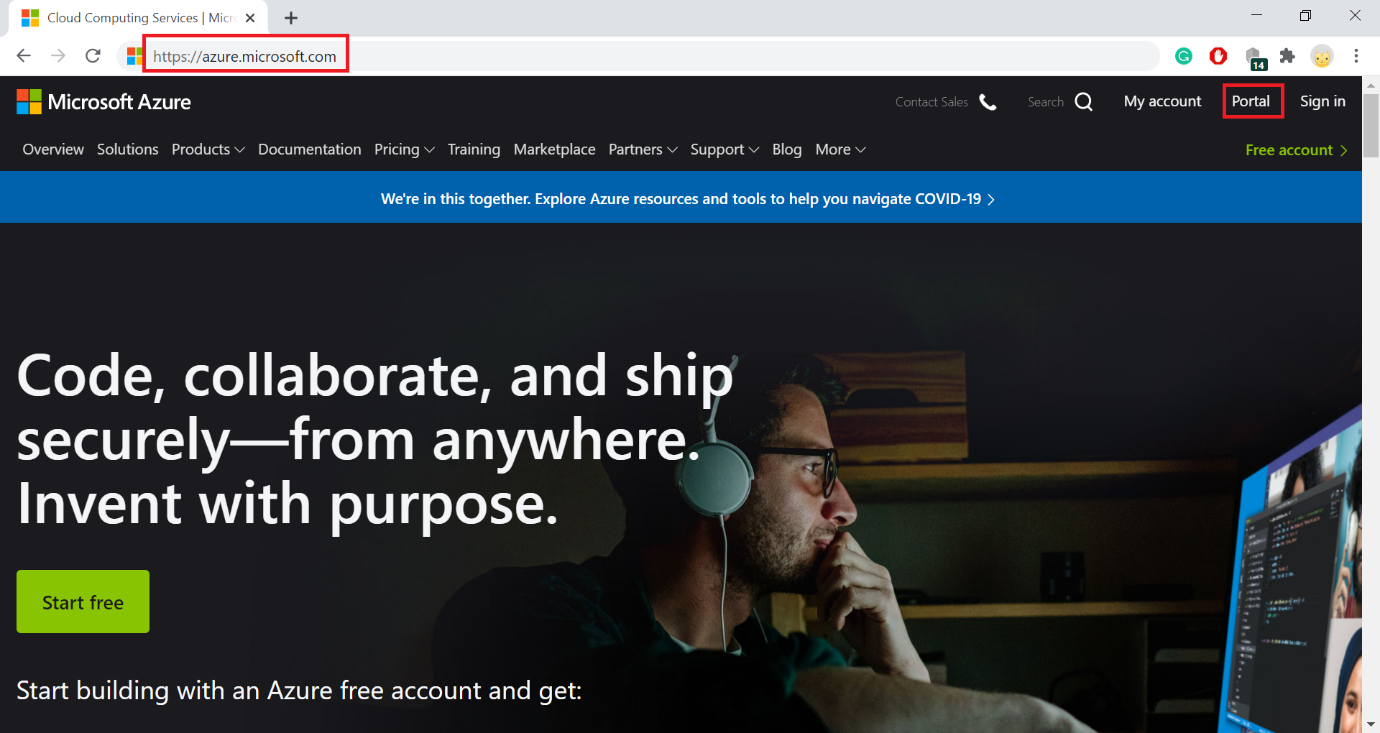 Cloud Computing Services | Micr
https://azure.microsoft.com
14
Microsoft Azure
Contact Sales
Search
My account
Portal
Sign in
Overview Solutions Products Documentation Pricing Training Marketplace Partners Support Blog More
Free account
We're in this together. Explore Azure resources and tools to help you navigate COVID-19
Code, collaborate, and ship
securely—from anywhere.
Invent with purpose.
Start free
Start building with an Azure free account and get: